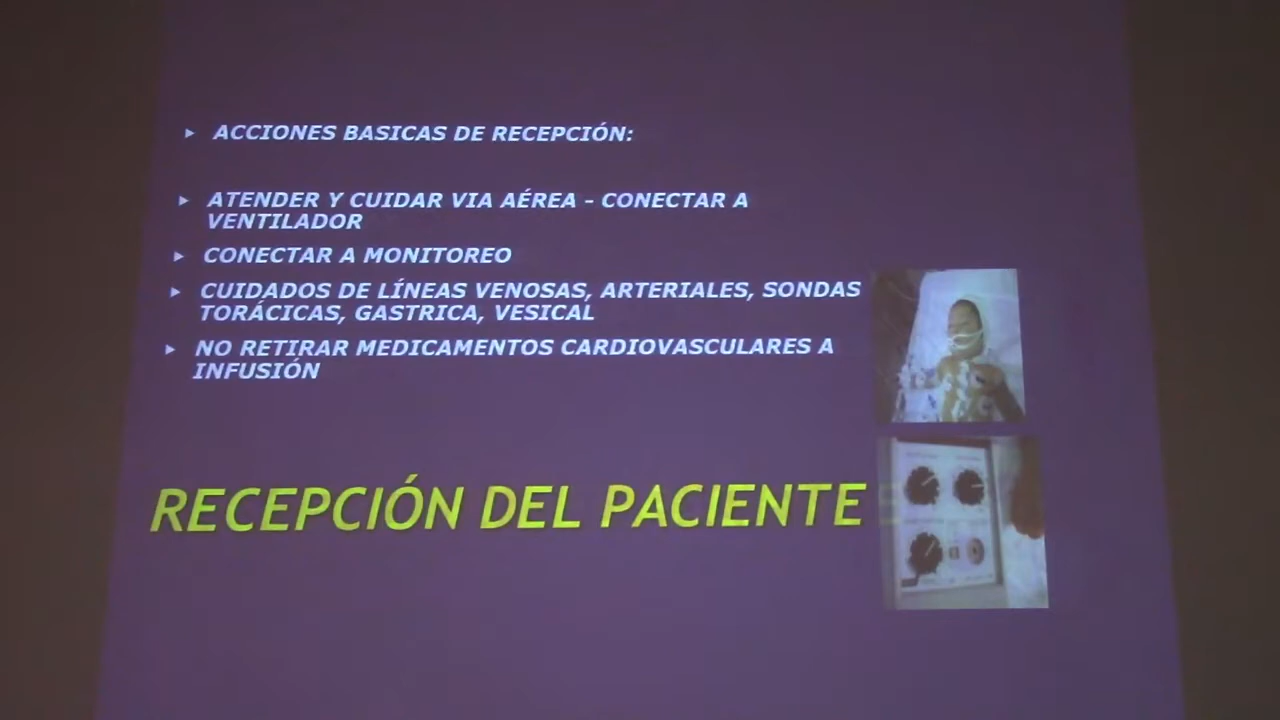 ACCIONES BASICAS DE RECEPCIÓN:
ATENDER Y CUIDAR VIA AÉREA - CONECTAR A
VENTILADOR
CONECTAR A MONITOREO
CUIDADOS DE LÍNEAS VENOSAS, ARTERIALES, SONDAS
TORÁCICAS, GASTRICA, VESICAL
NO RETIRAR MEDICAMENTOS CARDIOVASCULARES A
INFUSIÓN
RECEPCIÓN DEL PACIENTE